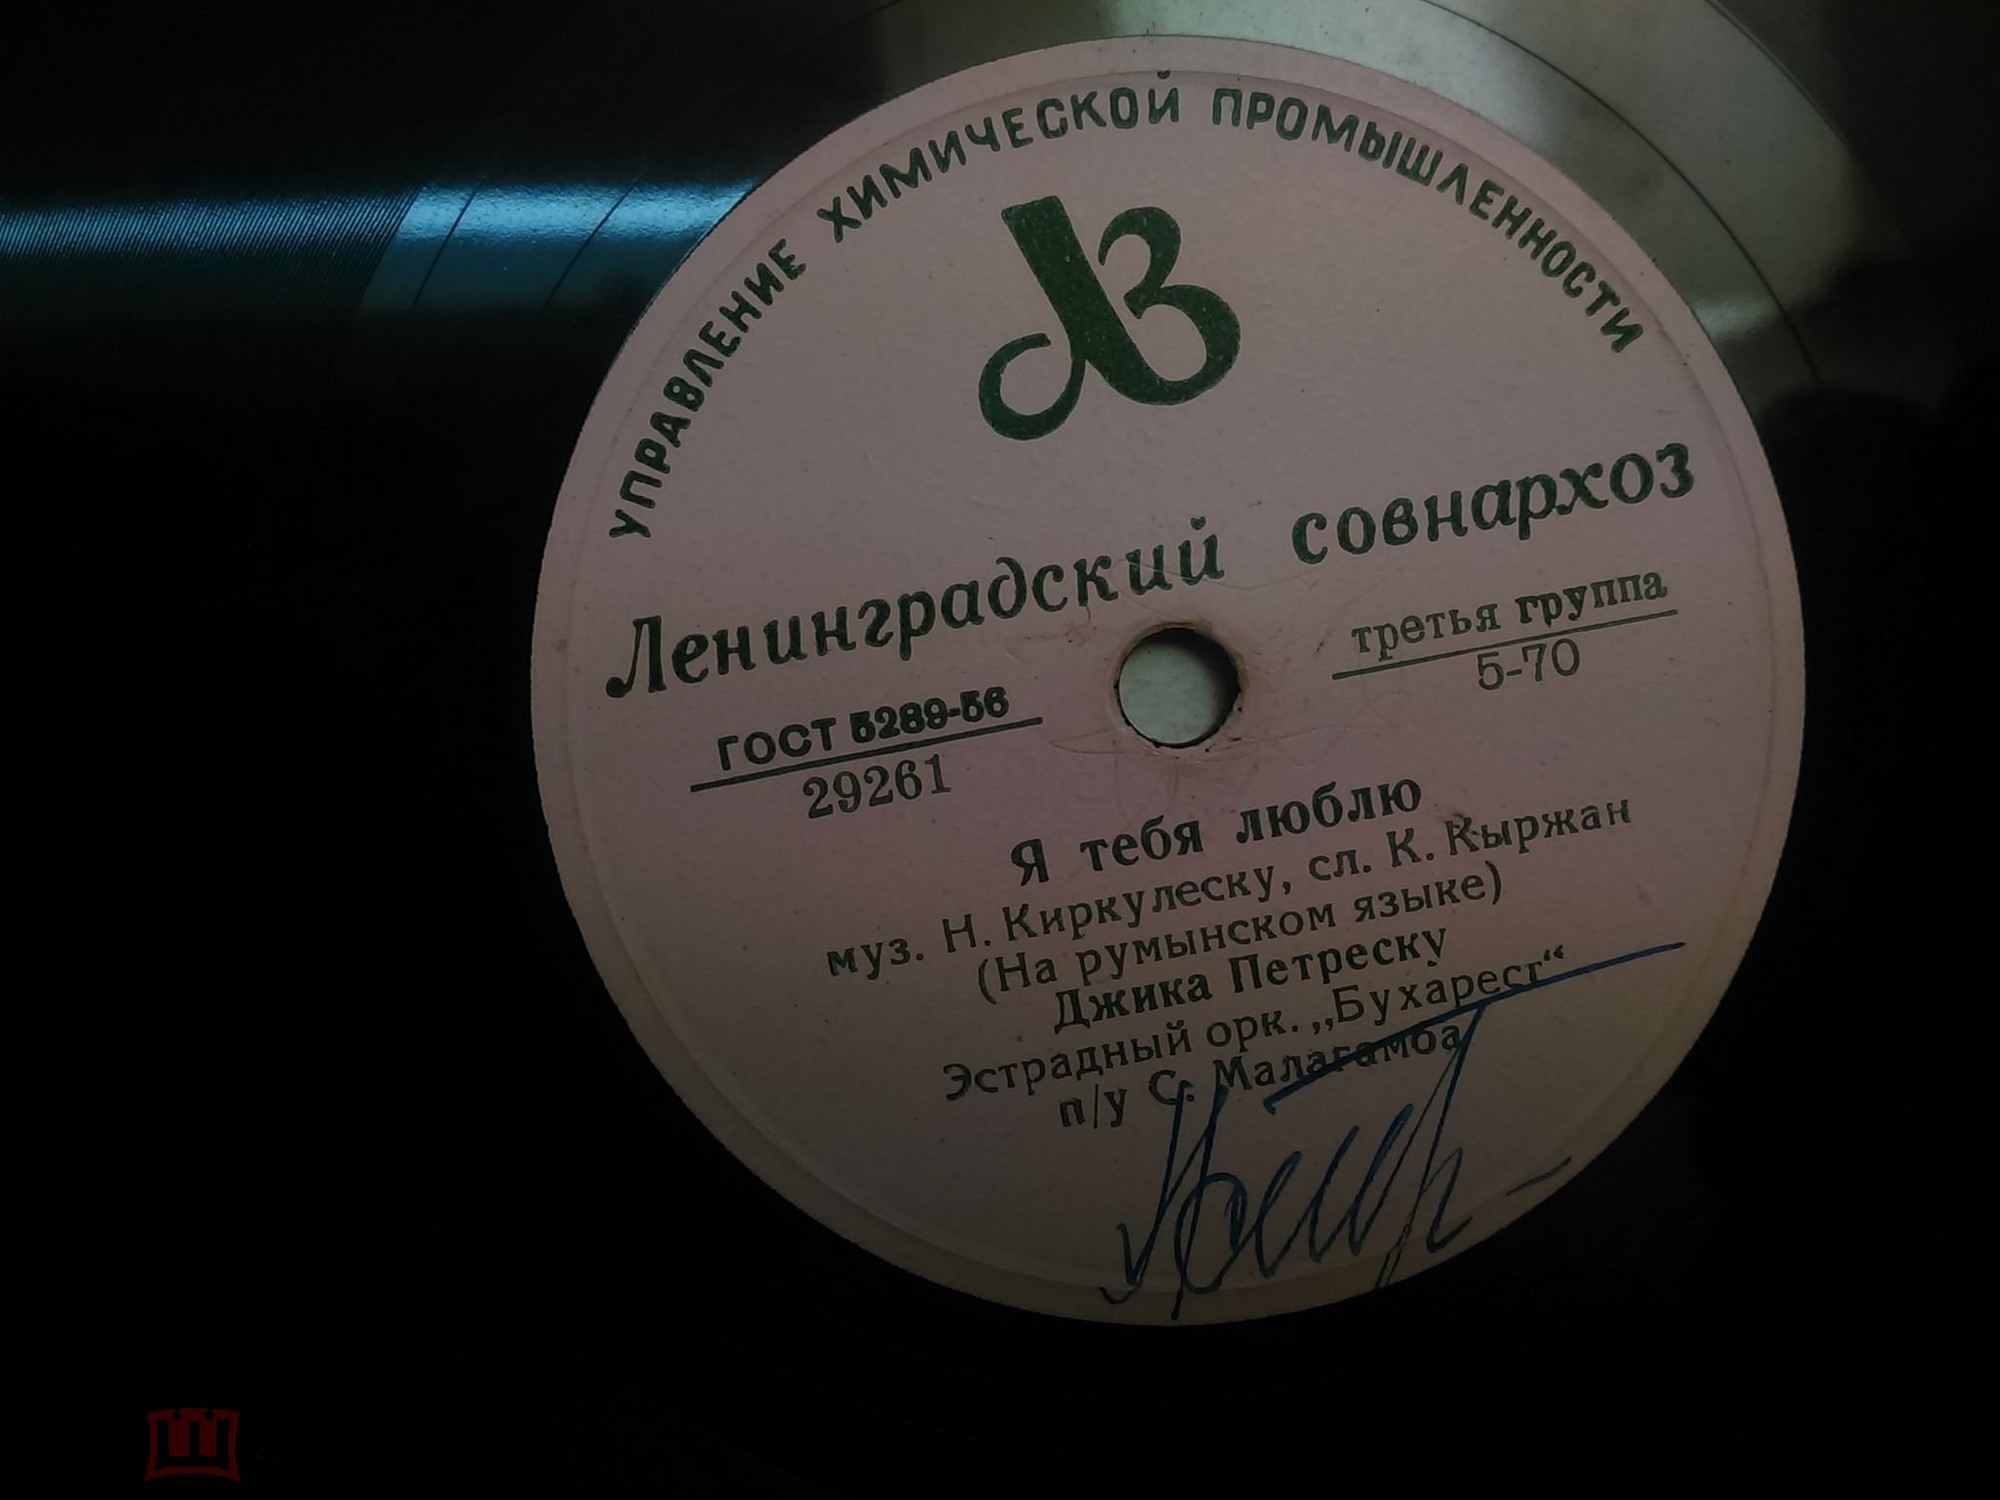 УПРАВЛЕНИЕ ХИМИЧЕСКОЙ ПРОМЫШЛЕННОСТИ
Ленинградский совнархоз
ГОСТ 5289-56
29261
третья группа
5-70
Я тебя люблю
муз. Н. Киркулеску, сл. К. Кыржан
(На румынском языке)
Джика Петреску
Эстрадный орк. „Бухарест“
п/у С. Малагамба